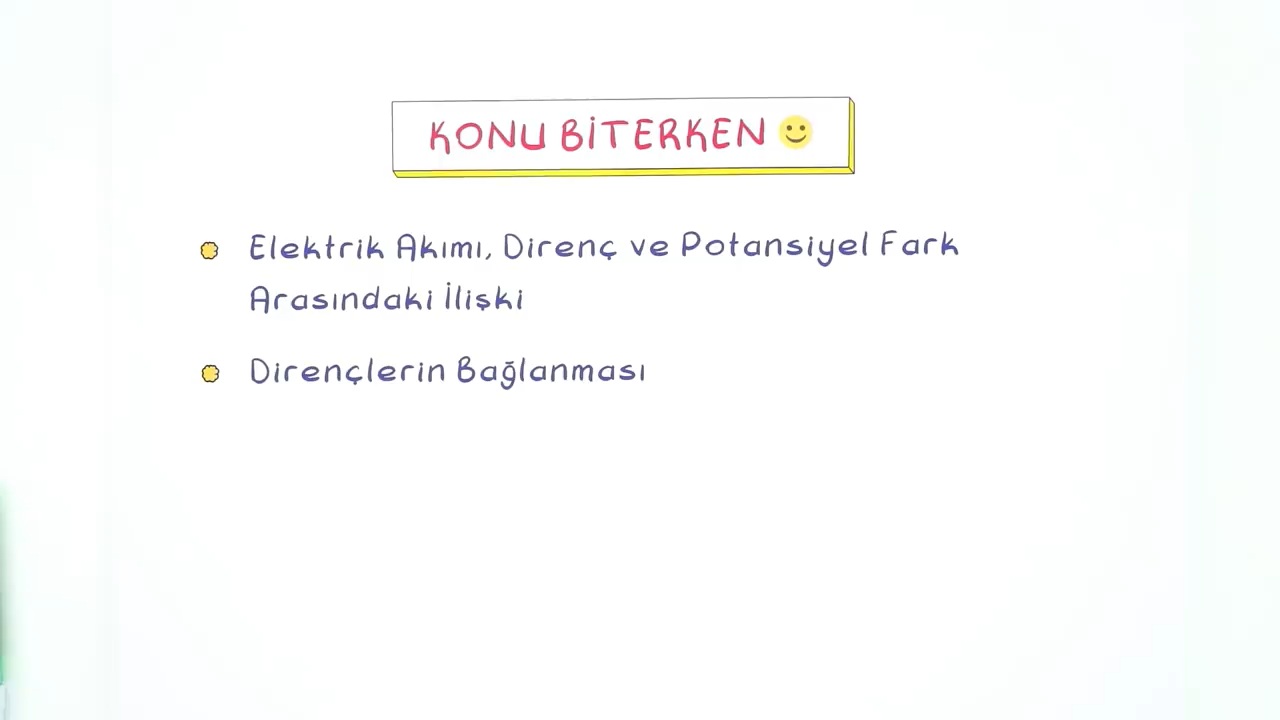 KONU BİTERKEN
Elektrik Akımı, Direnç ve Potansiyel Fark
Arasındaki İlişki
Dirençlerin Bağlanması